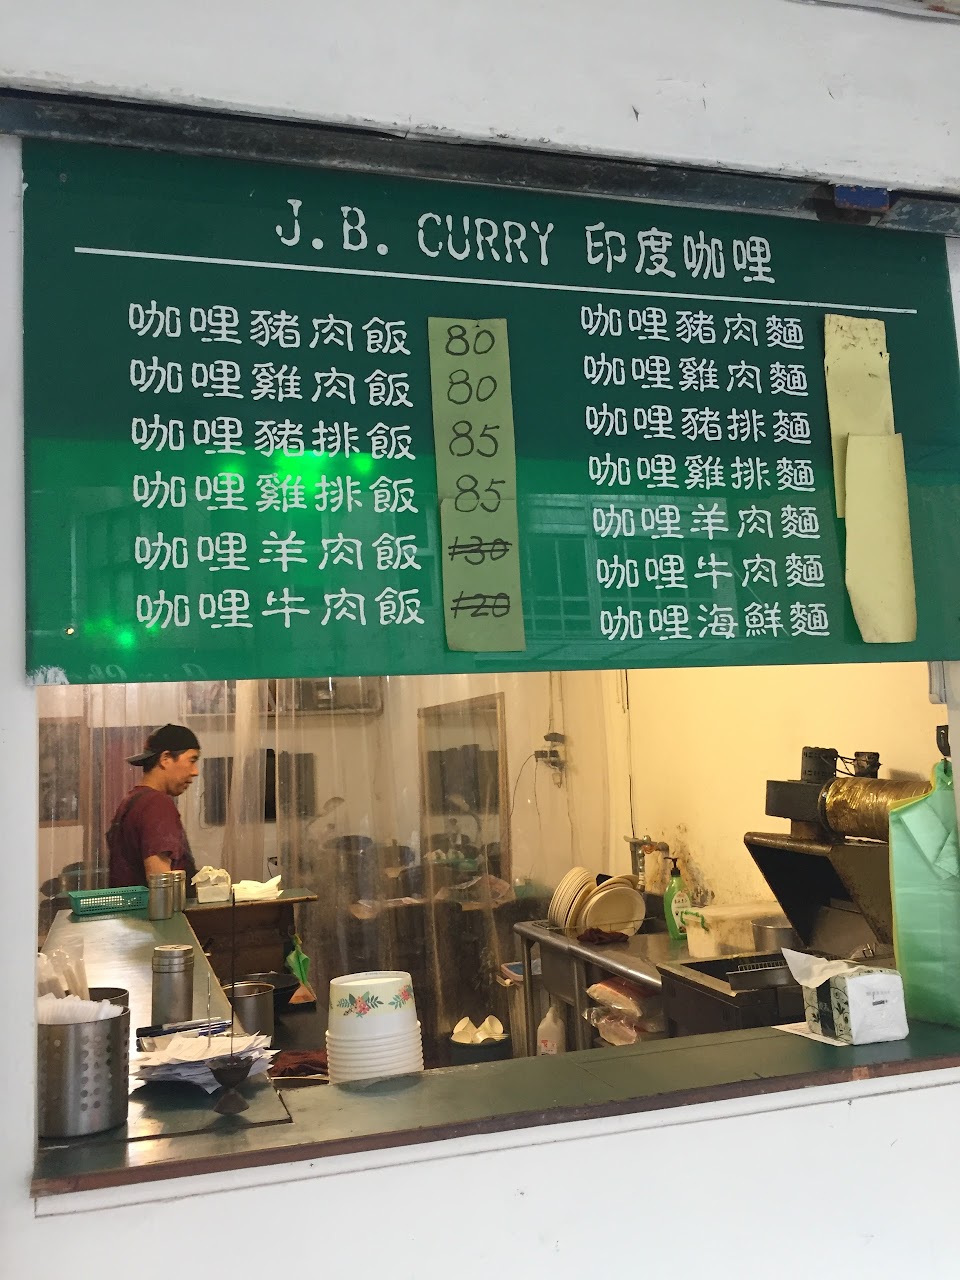 J.B. CURRY 印度咖哩
咖哩豬肉飯 80
咖哩雞肉飯 80
咖哩豬排飯 85
咖哩雞排飯 85
咖哩羊肉飯 130
咖哩牛肉飯 120
咖哩豬肉麵
咖哩雞肉麵
咖哩豬排麵
咖哩雞排麵
咖哩羊肉麵
咖哩牛肉麵
咖哩海鮮麵